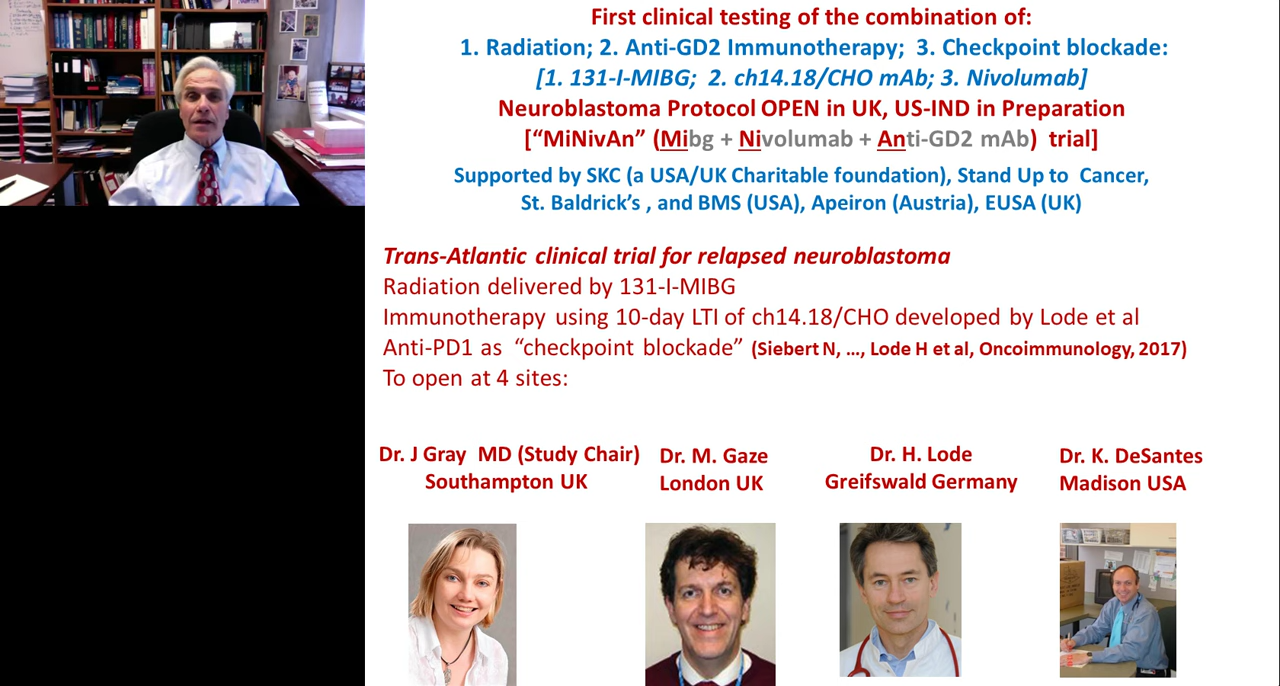 First clinical testing of the combination of:
1. Radiation; 2. Anti-GD2 Immunotherapy; 3. Checkpoint blockade:
[1. 131-I-MIBG; 2. ch14.18/CHO mAb; 3. Nivolumab]
Neuroblastoma Protocol OPEN in UK, US-IND in Preparation
[“MiNivAn” (Mibg + Nivolumab + Anti-GD2 mAb) trial]
Supported by SKC (a USA/UK Charitable foundation), Stand Up to Cancer,
St. Baldrick’s , and BMS (USA), Apeiron (Austria), EUSA (UK)
Trans-Atlantic clinical trial for relapsed neuroblastoma
Radiation delivered by 131-I-MIBG
Immunotherapy using 10-day LTI of ch14.18/CHO developed by Lode et al
Anti-PD1 as “checkpoint blockade” (Siebert N, ..., Lode H et al, Oncoimmunology, 2017)
To open at 4 sites:
Dr. J Gray MD (Study Chair)
Southampton UK
Dr. M. Gaze
London UK
Dr. H. Lode
Greifswald Germany
Dr. K. DeSantes
Madison USA